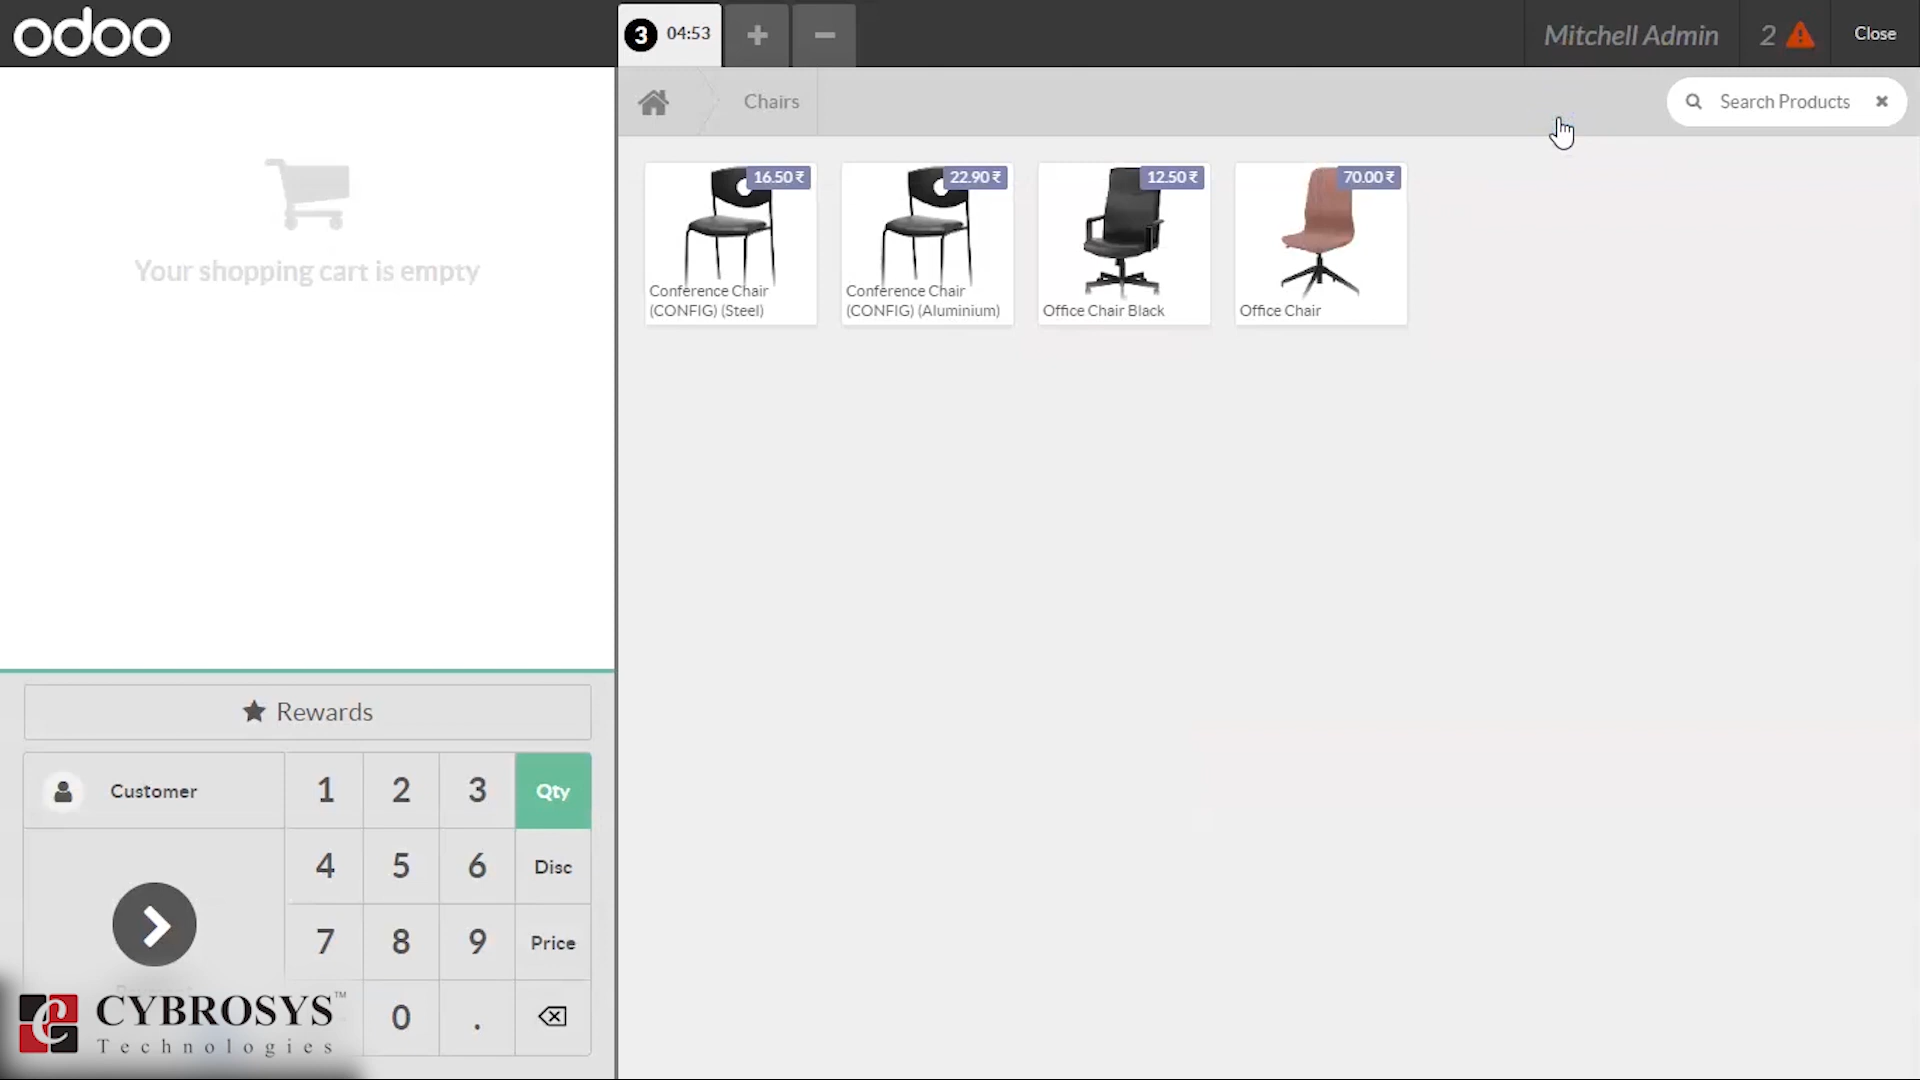 odoo
3 04:53 + −
Mitchell Admin 2 Close
Chairs
Search Products ×
Your shopping cart is empty
16.50 ₹
Conference Chair
(CONFIG) (Steel)
22.90 ₹
Conference Chair
(CONFIG) (Aluminium)
12.50 ₹
Office Chair Black
70.00 ₹
Office Chair
Rewards
Customer
1 2 3 Qty
4 5 6 Disc
7 8 9 Price
0 .
CYBROSYS™
Technologies